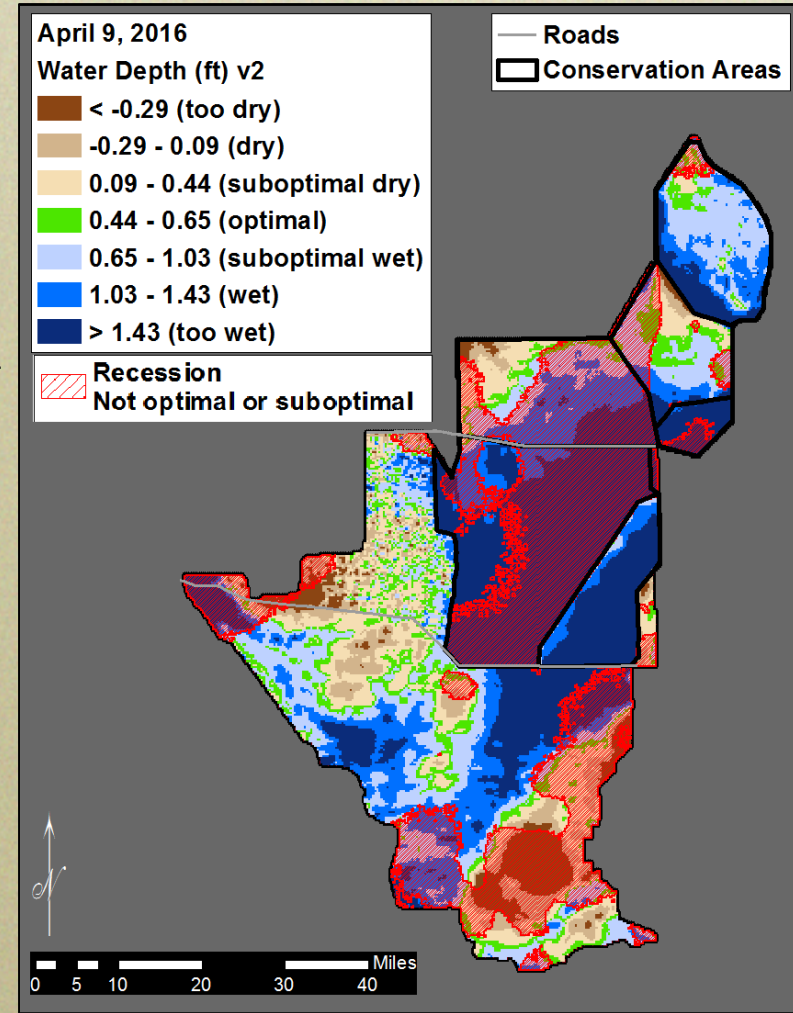 April 9, 2016
Water Depth (ft) v2
< -0.29 (too dry)
-0.29 - 0.09 (dry)
0.09 - 0.44 (suboptimal dry)
0.44 - 0.65 (optimal)
0.65 - 1.03 (suboptimal wet)
1.03 - 1.43 (wet)
> 1.43 (too wet)
Recession
Not optimal or suboptimal
Roads
Conservation Areas
N
Miles
0 5 10 20 30 40